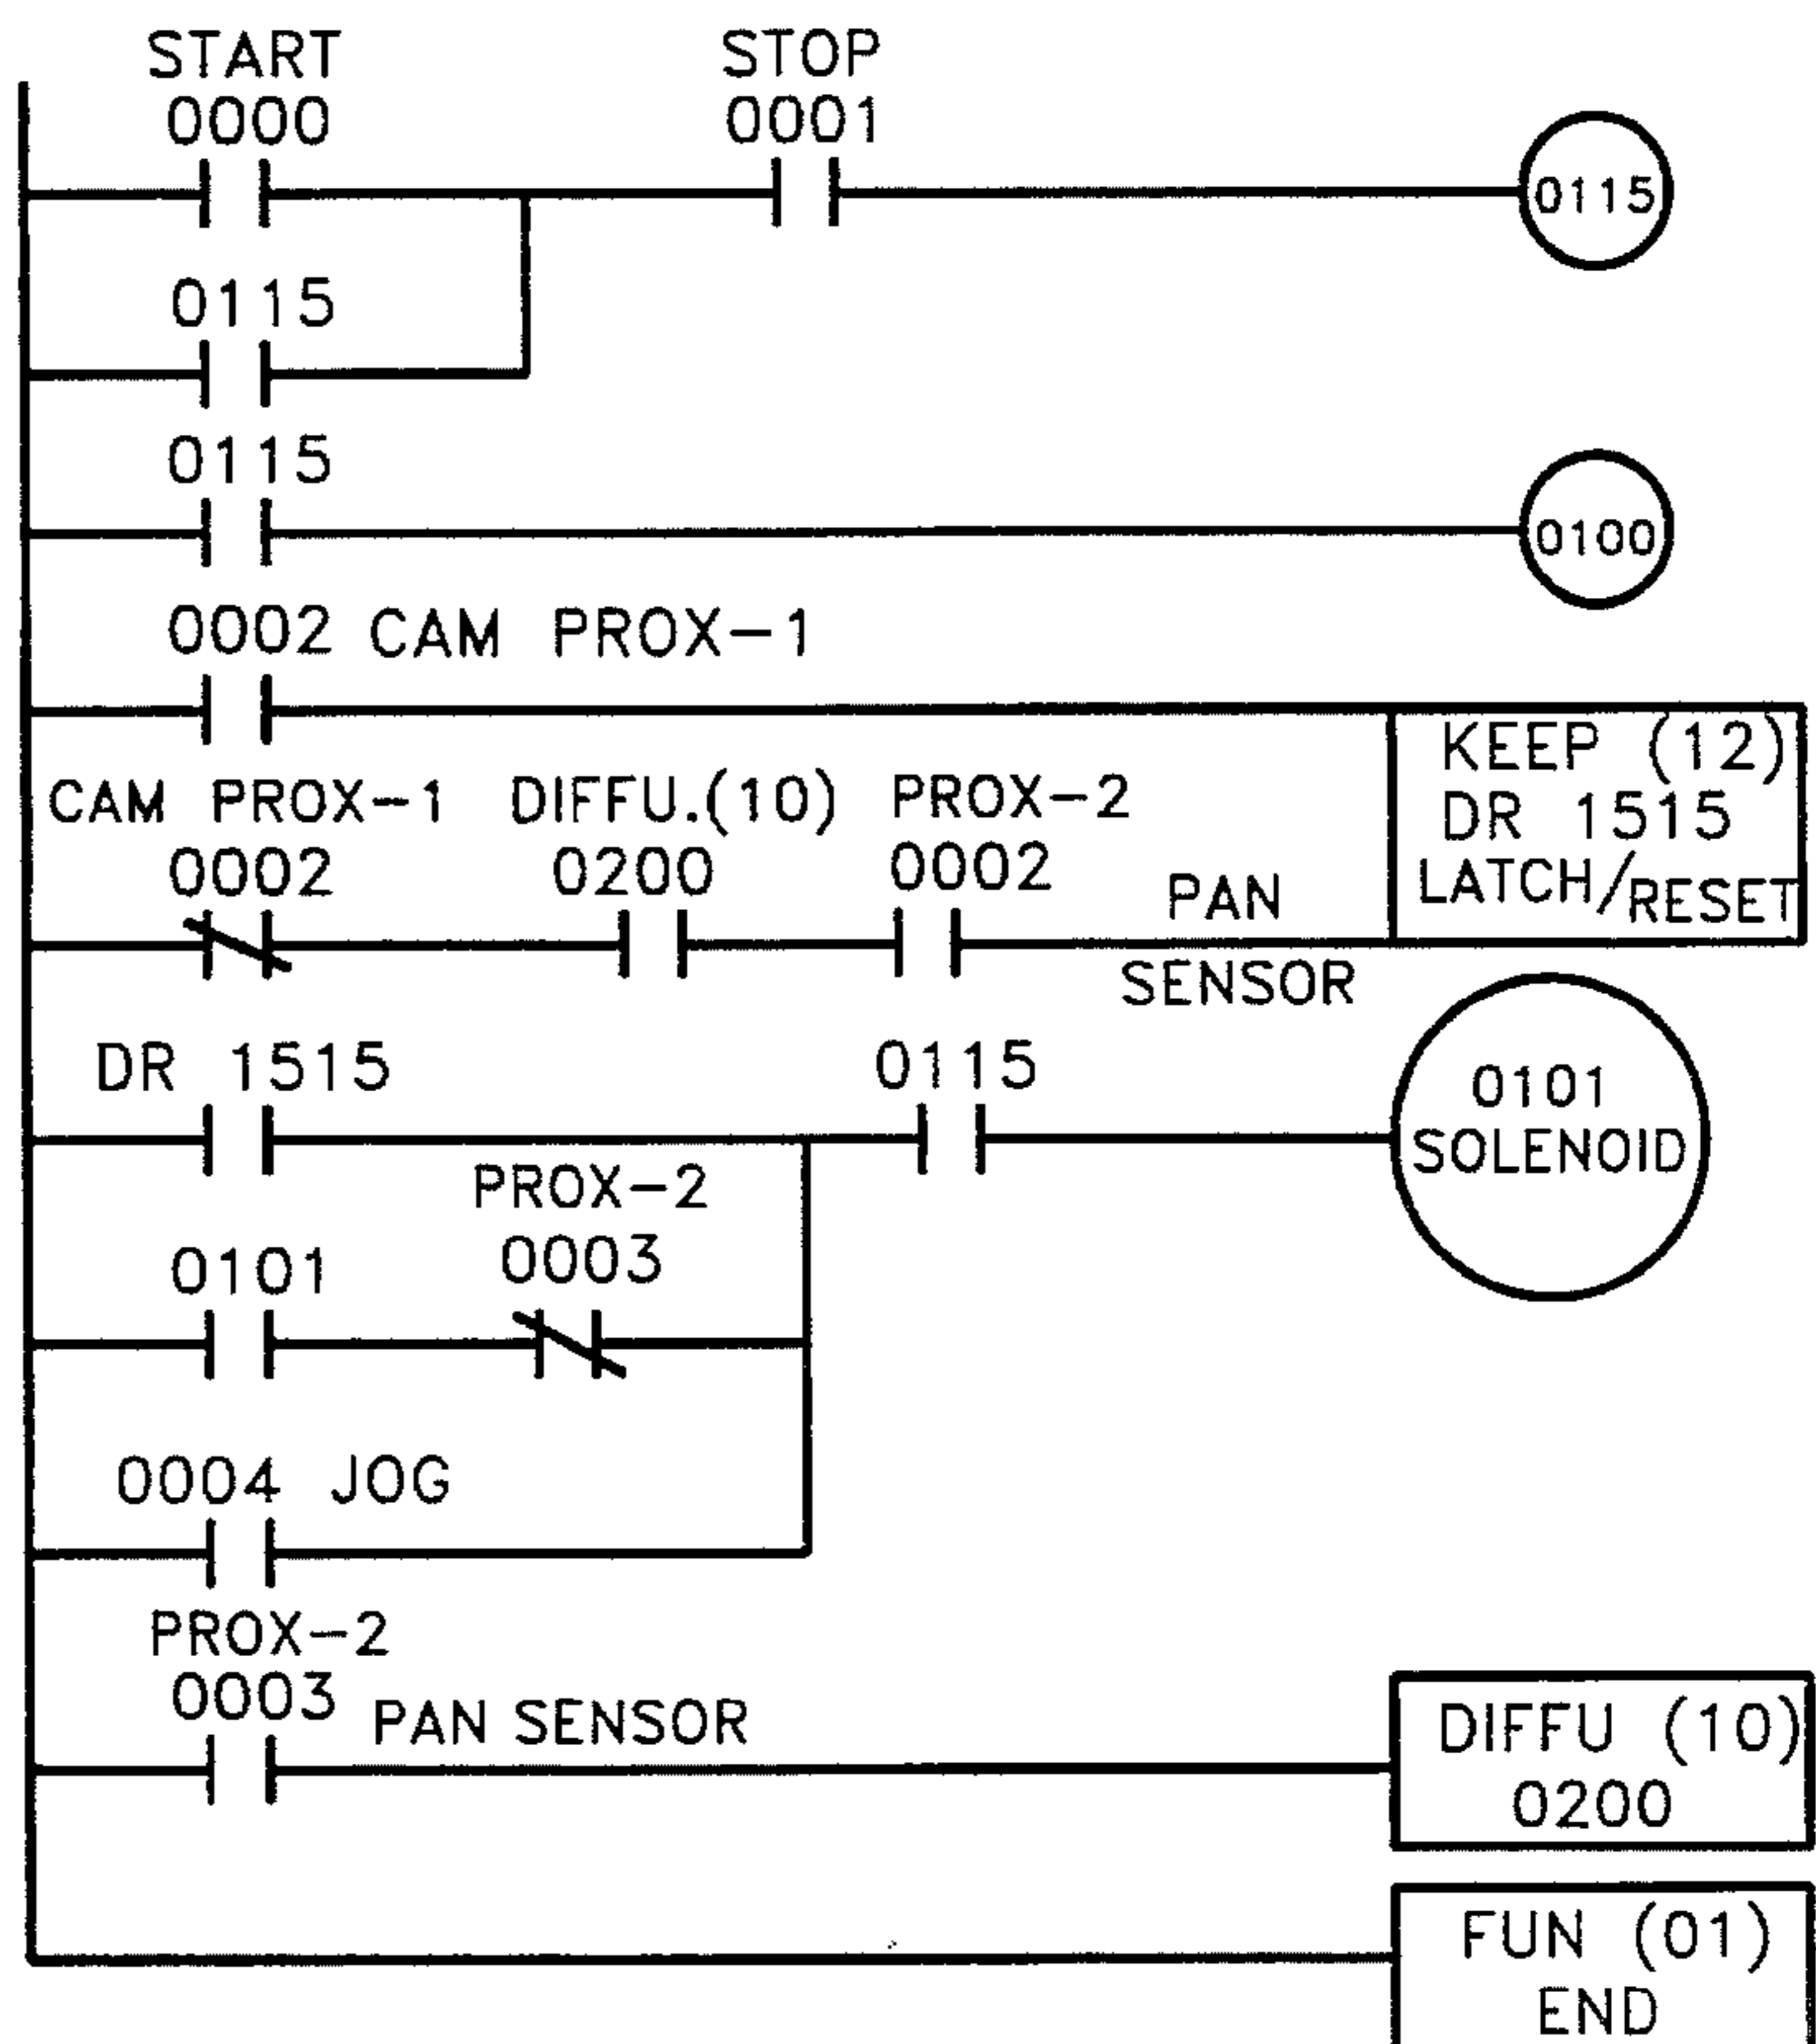 START
0000
STOP
0001
0115
0115
0115
0100
0002 CAM PROX-1
KEEP (12)
DR 1515
LATCH/RESET
CAM PROX-1
0002
DIFFU.(10)
0200
PROX-2
0002
PAN
SENSOR
DR 1515
0115
0101
SOLENOID
0101
PROX-2
0003
0004 JOG
PROX-2
0003
PAN SENSOR
DIFFU (10)
0200
FUN (01)
END